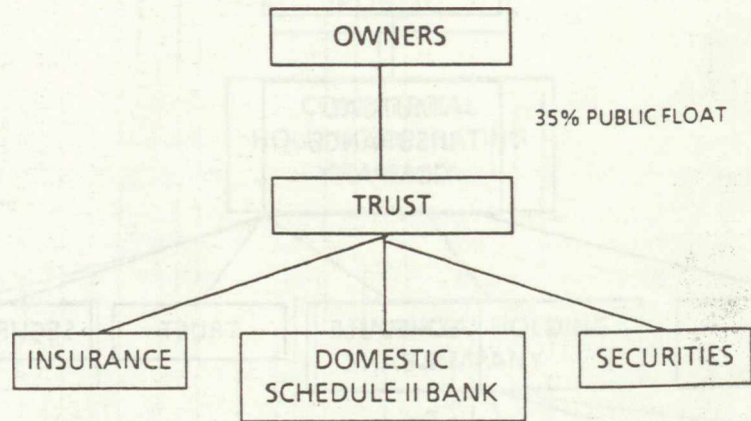 OWNERS
35% PUBLIC FLOAT
TRUST
INSURANCE
DOMESTIC
SCHEDULE II BANK
SECURITIES